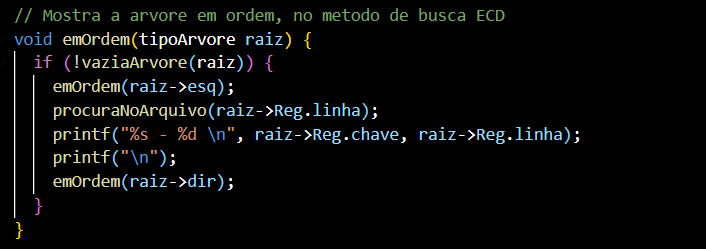 // Mostra a arvore em ordem, no metodo de busca ECD
void emOrdem(tipoArvore raiz) {
  if (!vaziaArvore(raiz)) {
    emOrdem(raiz->esq);
    procuraNoArquivo(raiz->Reg.linha);
    printf("%s - %d \n", raiz->Reg.chave, raiz->Reg.linha);
    printf("\n");
    emOrdem(raiz->dir);
  }
}